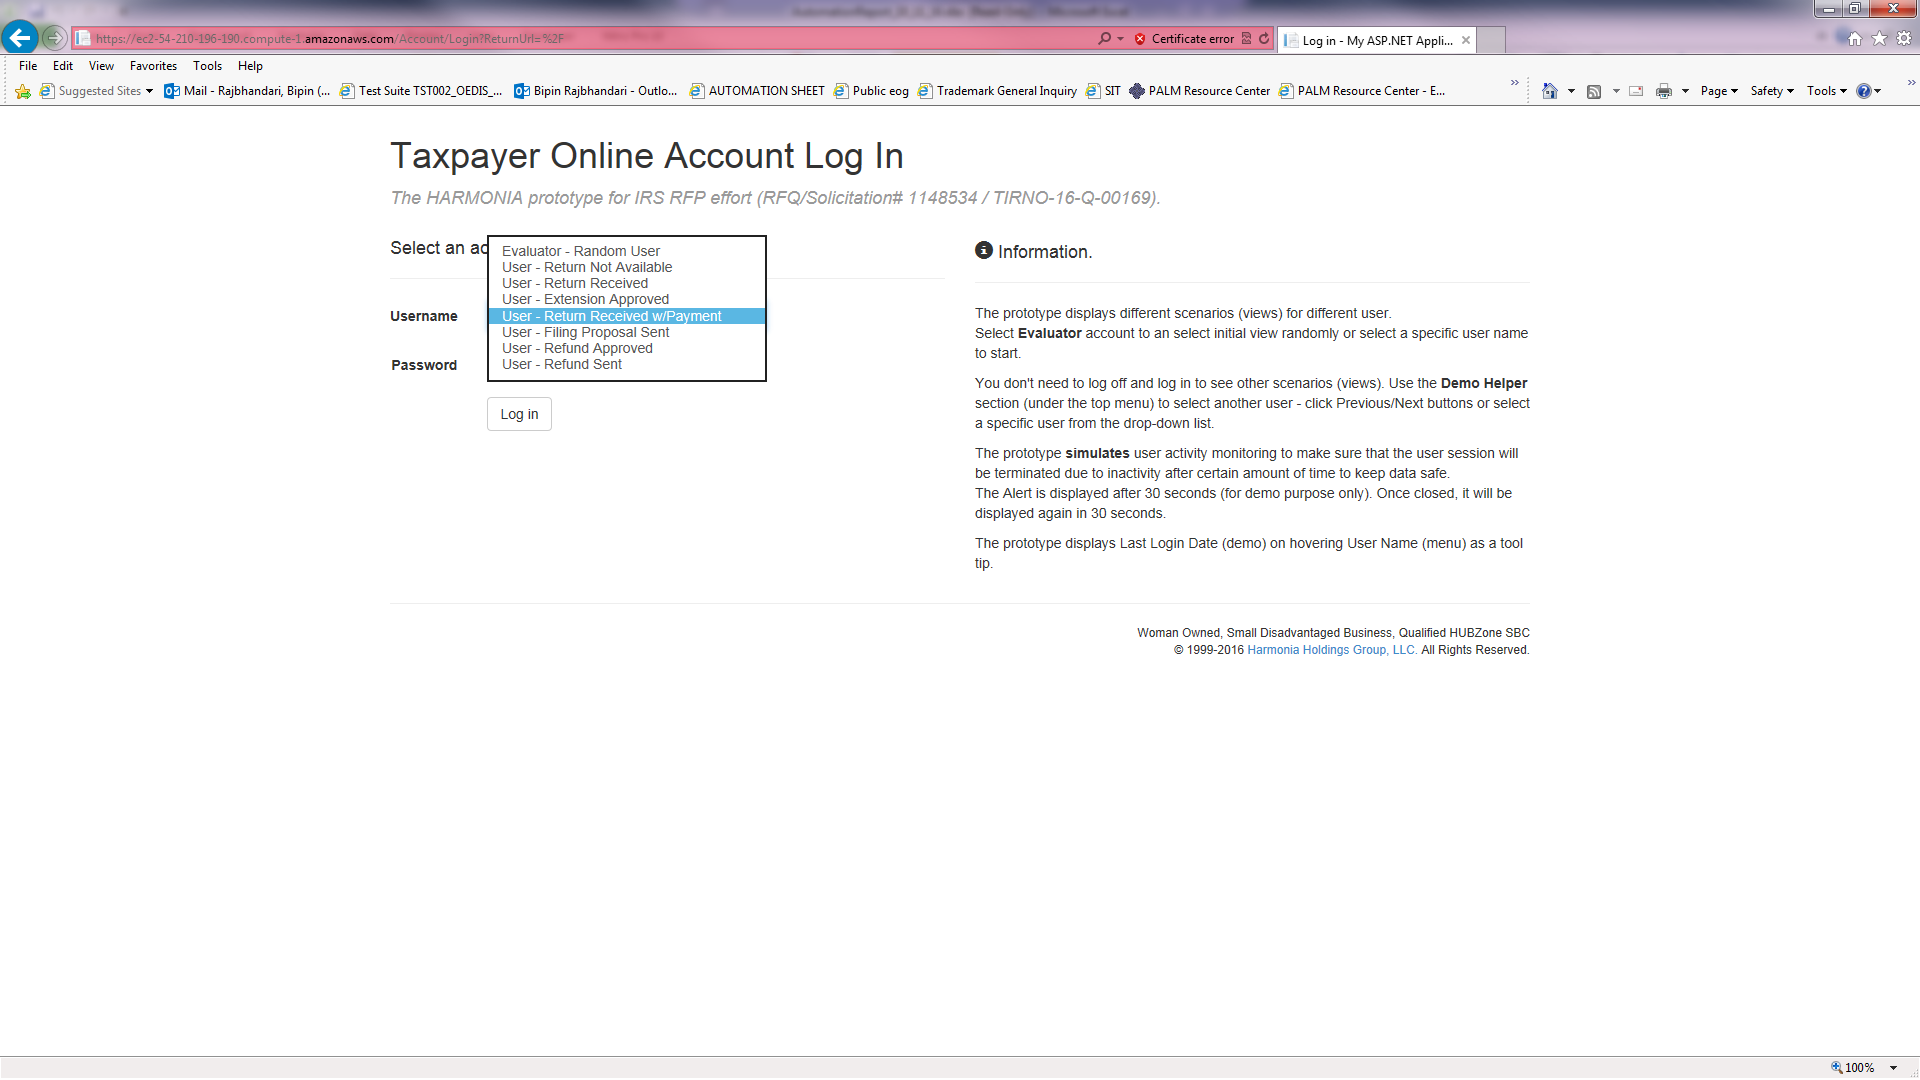 https://ec2-54-210-196-190.compute-1.amazonaws.com/Account/Login?ReturnUrl=%2F
Certificate error
Log in - My ASP.NET Appli...
File Edit View Favorites Tools Help
Suggested Sites Mail - Rajbhandari, Bipin (... Test Suite TST002_OEDIS_... Bipin Rajbhandari - Outlo... AUTOMATION SHEET Public eog Trademark General Inquiry SIT PALM Resource Center PALM Resource Center - E... » Page Safety Tools »
Taxpayer Online Account Log In
The HARMONIA prototype for IRS RFP effort (RFQ/Solicitation# 1148534 / TIRNO-16-Q-00169).
Select an ac
Evaluator - Random User
User - Return Not Available
User - Return Received
User - Extension Approved
User - Return Received w/Payment
User - Filing Proposal Sent
User - Refund Approved
User - Refund Sent
Username
Password
Log in
Information.
The prototype displays different scenarios (views) for different user.
Select Evaluator account to an select initial view randomly or select a specific user name
to start.
You don't need to log off and log in to see other scenarios (views). Use the Demo Helper
section (under the top menu) to select another user - click Previous/Next buttons or select
a specific user from the drop-down list.
The prototype simulates user activity monitoring to make sure that the user session will
be terminated due to inactivity after certain amount of time to keep data safe.
The Alert is displayed after 30 seconds (for demo purpose only). Once closed, it will be
displayed again in 30 seconds.
The prototype displays Last Login Date (demo) on hovering User Name (menu) as a tool
tip.
Woman Owned, Small Disadvantaged Business, Qualified HUBZone SBC
© 1999-2016 Harmonia Holdings Group, LLC. All Rights Reserved.
100%